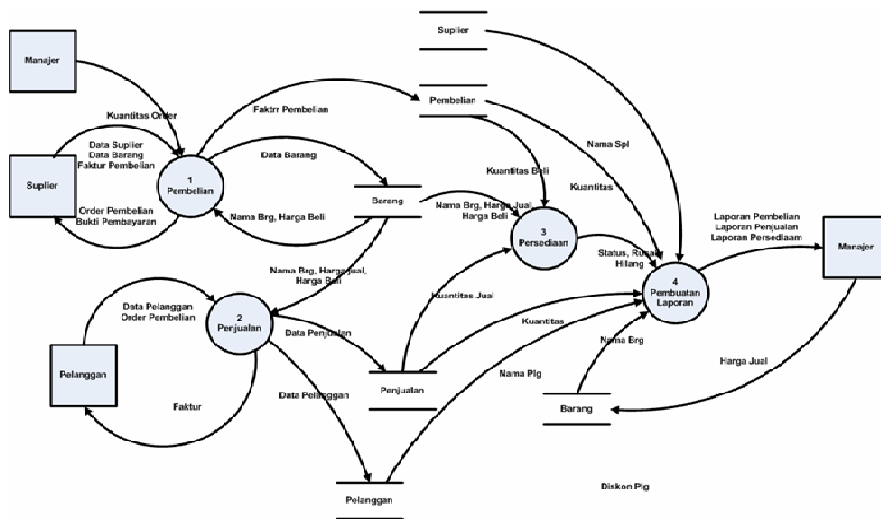 Suplier
Manajer
Pembelian
Faktrr Pembelian
Kuantitas Order
Data Suplier
Data Barang
Faktur Pembelian
Data Barang
Nama Spl
1
Pembelian
Kuantitas Beli
Kuantitas
Suplier
Barang
Order Pembelian
Bukti Pembayaran
Nama Brg, Harga Beli
Nama Brg, Harga Jual,
Harga Beli
3
Persediaan
Laporan Pembelian
Laporan Penjualan
Laporan Persediaam
Manajer
Status, Rusak,
Hilang
4
Pembuatan
Laporan
Nama Brg, Harga Jual,
Harga Beli
Kuantitas Jual
Data Pelanggan
Order Pembelian
2
Penjualan
Data Penjualan
Kuantitas
Nama Brg
Harga Jual
Pelanggan
Penjualan
Nama Plg
Faktur
Data Pelanggan
Barang
Pelanggan
Diskon Plg